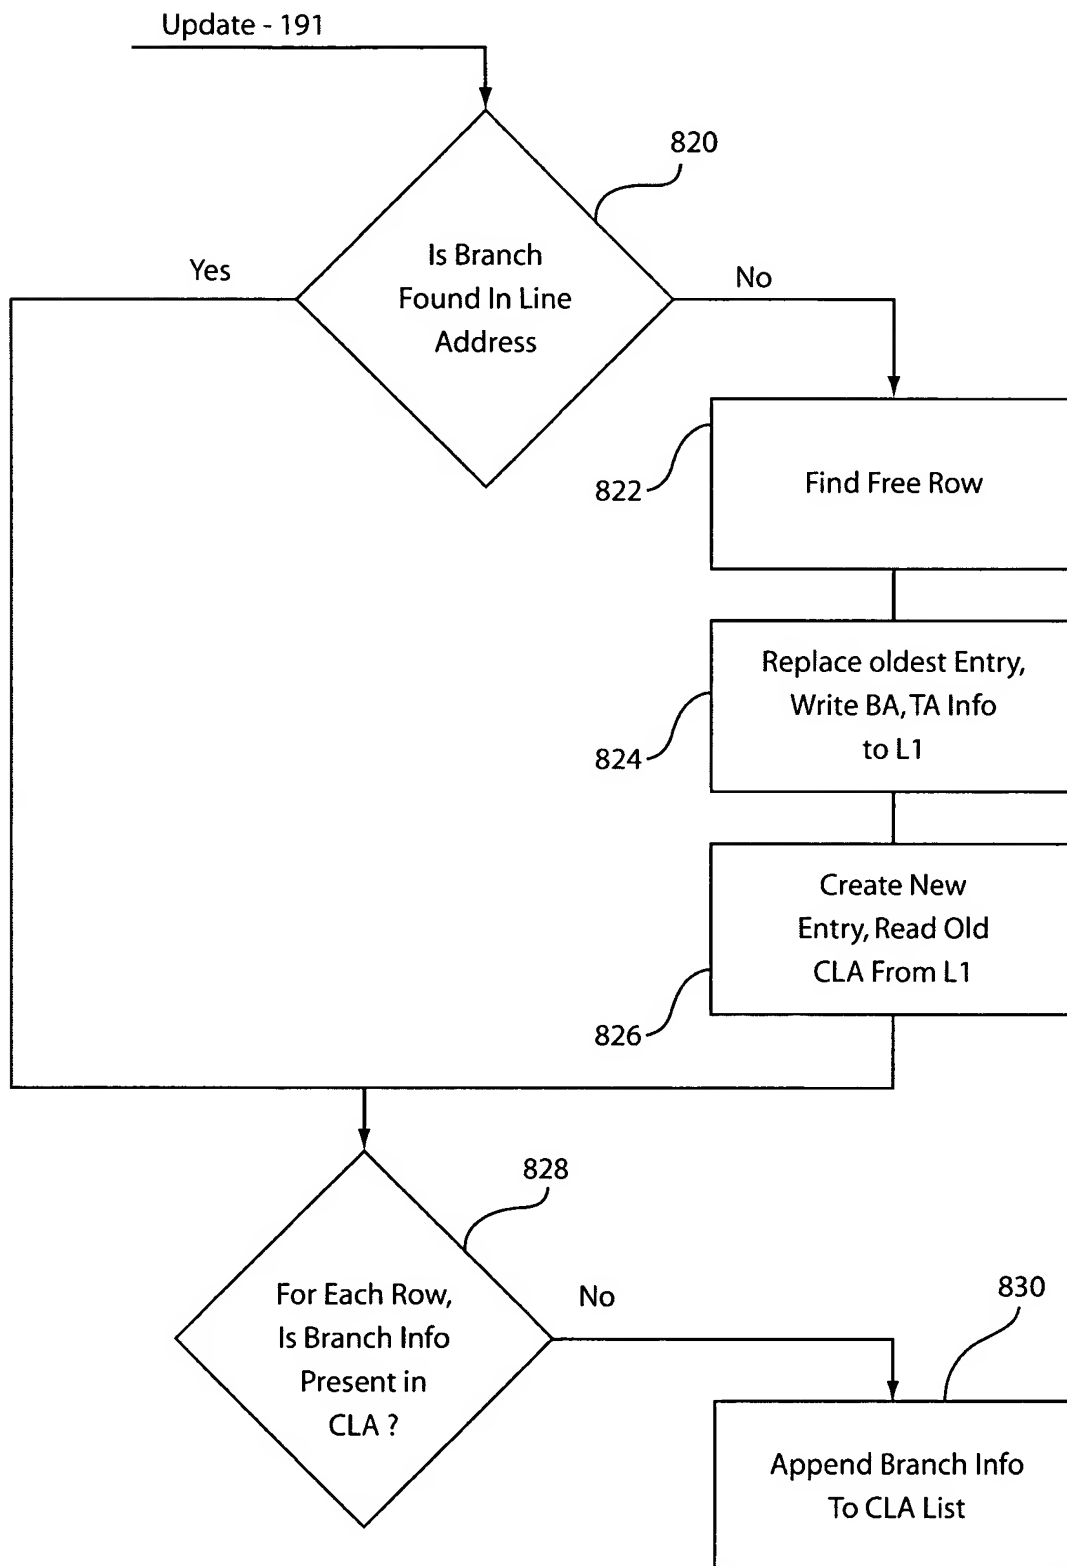 Update - 191
820
Is Branch
Found In Line
Address
Yes
No
822
Find Free Row
Replace oldest Entry,
Write BA, TA Info
to L1
824
Create New
Entry, Read Old
CLA From L1
826
828
For Each Row,
Is Branch Info
Present in
CLA ?
No
830
Append Branch Info
To CLA List